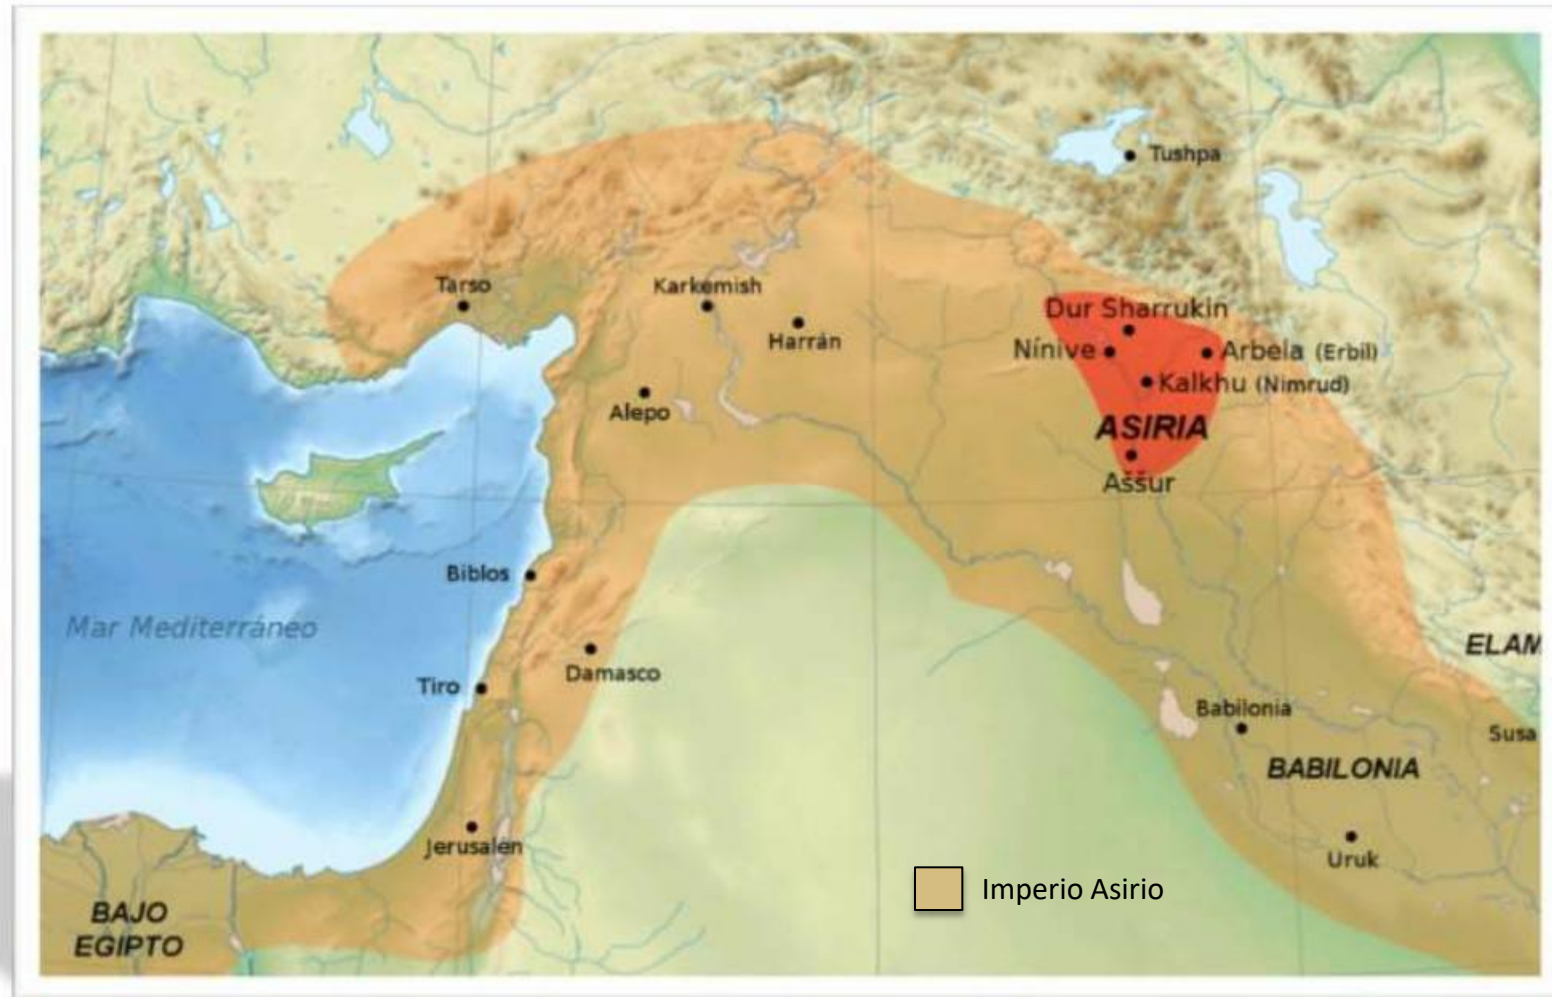 Tushpa
Tarso
Karkemish
Harrán
Dur Sharrukin
Nínive
Arbela (Erbil)
Kalkhu (Nimrud)
Alepo
ASIRIA
Aššur
Biblos
Mar Mediterráneo
Damasco
Tiro
ELAM
Babilonia
Susa
BABILONIA
Jerusalén
Uruk
Imperio Asirio
BAJO
EGIPTO